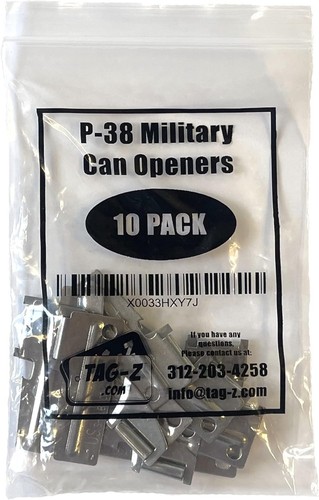 P-38 Military
Can Openers
10 PACK
X0033HXY7J
If you have any
questions,
Please contact us at:
312-203-4258
info@tag-z.com
TAG-Z
.COM